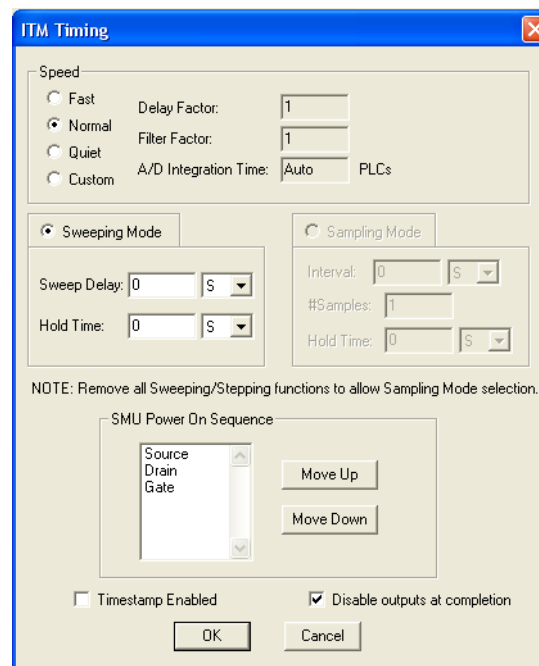 ITM Timing
Speed
Fast
Normal
Quiet
Custom
Delay Factor: 1
Filter Factor: 1
A/D Integration Time: Auto PLCs
Sweeping Mode
Sweep Delay: 0 S
Hold Time: 0 S
Sampling Mode
Interval: 0 S
#Samples: 1
Hold Time: 0 S
NOTE: Remove all Sweeping/Stepping functions to allow Sampling Mode selection.
SMU Power On Sequence
Source
Drain
Gate
Move Up
Move Down
Timestamp Enabled
Disable outputs at completion
OK
Cancel